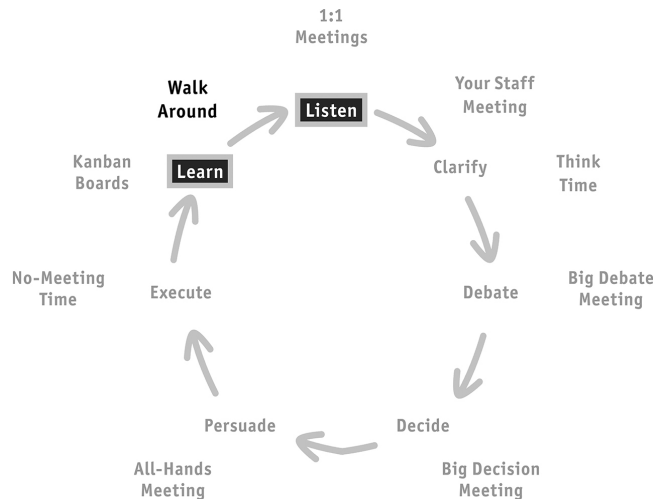 1:1
Meetings
Walk
Around
Your Staff
Meeting
Listen
Kanban
Boards
Learn
Clarify
Think
Time
No-Meeting
Time
Execute
Debate
Big Debate
Meeting
Persuade
Decide
All-Hands
Meeting
Big Decision
Meeting